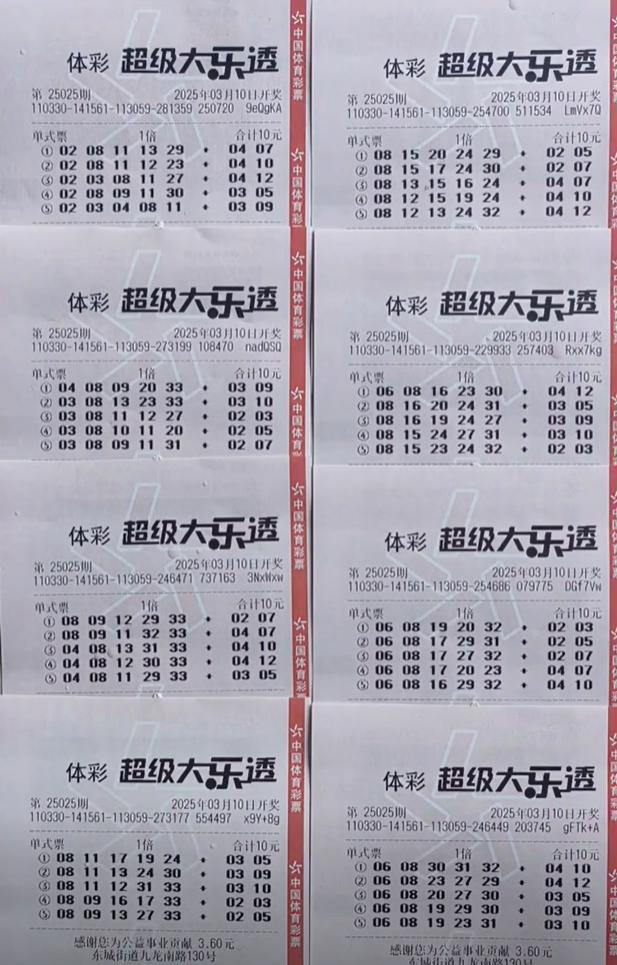 体彩 超级大乐透
第 25025期 2025年03月10日开奖
110330-141561-113059-281359 250720 9eQgKA
单式票 1倍 合计10元
① 02 08 11 13 29 + 04 07
② 02 08 11 12 23 + 04 10
③ 02 03 08 11 27 + 04 12
④ 02 08 09 11 30 + 03 05
⑤ 02 03 04 08 11 + 03 09
中国体育彩票
体彩 超级大乐透
第 25025期 2025年03月10日开奖
110330-141561-113059-254700 511534 LmVx7Q
单式票 1倍 合计10元
① 08 15 20 24 29 + 02 05
② 08 15 17 24 30 + 02 07
③ 08 13 15 16 24 + 04 07
④ 08 12 15 19 24 + 04 10
⑤ 08 12 13 24 32 + 04 12
体彩 超级大乐透
第 25025期 2025年03月10日开奖
110330-141561-113059-273199 108470 nadQSQ
单式票 1倍 合计10元
① 04 08 09 20 33 + 03 09
② 03 08 13 23 33 + 03 10
③ 03 08 11 12 27 + 02 03
④ 03 08 10 11 20 + 02 05
⑤ 03 08 09 11 31 + 02 07
中国体育彩票
体彩 超级大乐透
第 25025期 2025年03月10日开奖
110330-141561-113059-229933 257403 Rxx7kg
单式票 1倍 合计10元
① 06 08 16 23 30 + 04 12
② 08 16 20 24 31 + 03 05
③ 08 16 19 24 27 + 03 09
④ 08 15 24 27 31 + 03 10
⑤ 08 15 23 24 32 + 02 03
体彩 超级大乐透
第 25025期 2025年03月10日开奖
110330-141561-113059-246471 737163 3NxWxw
单式票 1倍 合计10元
① 08 09 12 29 33 + 02 07
② 08 09 11 32 33 + 04 07
③ 04 08 13 31 33 + 04 10
④ 04 08 12 30 33 + 04 12
⑤ 04 08 11 29 33 + 03 05
中国体育彩票
体彩 超级大乐透
第 25025期 2025年03月10日开奖
110330-141561-113059-254686 079775 DGf7Vw
单式票 1倍 合计10元
① 06 08 19 20 32 + 02 03
② 06 08 17 29 31 + 02 05
③ 06 08 17 27 32 + 02 07
④ 06 08 17 20 23 + 04 07
⑤ 06 08 16 29 32 + 04 10
体彩 超级大乐透
第 25025期 2025年03月10日开奖
110330-141561-113059-273177 554497 x9Y+8g
单式票 1倍 合计10元
① 08 11 17 19 24 + 03 05
② 08 11 13 24 30 + 03 09
③ 08 11 12 31 33 + 03 10
④ 08 09 16 17 33 + 02 03
⑤ 08 09 13 27 33 + 02 05
感谢您为公益事业贡献 3.60元
东城街道九龙南路130号
中国体育彩票
体彩 超级大乐透
第 25025期 2025年03月10日开奖
110330-141561-113059-246449 203745 gFTk+A
单式票 1倍 合计10元
① 06 08 30 31 32 + 04 10
② 06 08 23 27 29 + 04 12
③ 06 08 20 27 30 + 03 05
④ 06 08 19 29 30 + 03 09
⑤ 06 08 19 23 31 + 03 10
感谢您为公益事业贡献 3.60元
东城街道九龙南路130号